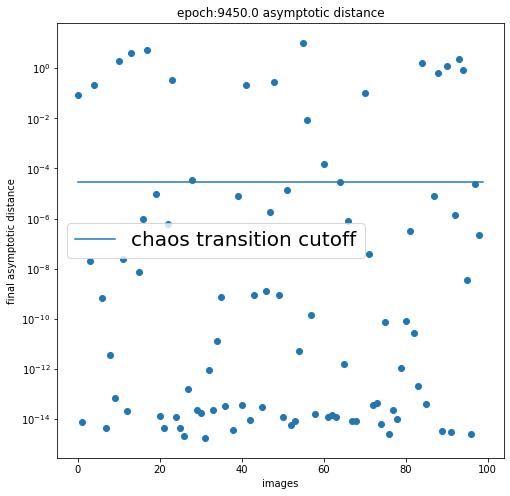 epoch:9450.0 asymptotic distance
final asymptotic distance
10^0
10^-2
10^-4
10^-6
10^-8
10^-10
10^-12
10^-14
chaos transition cutoff
0 20 40 60 80 100
images